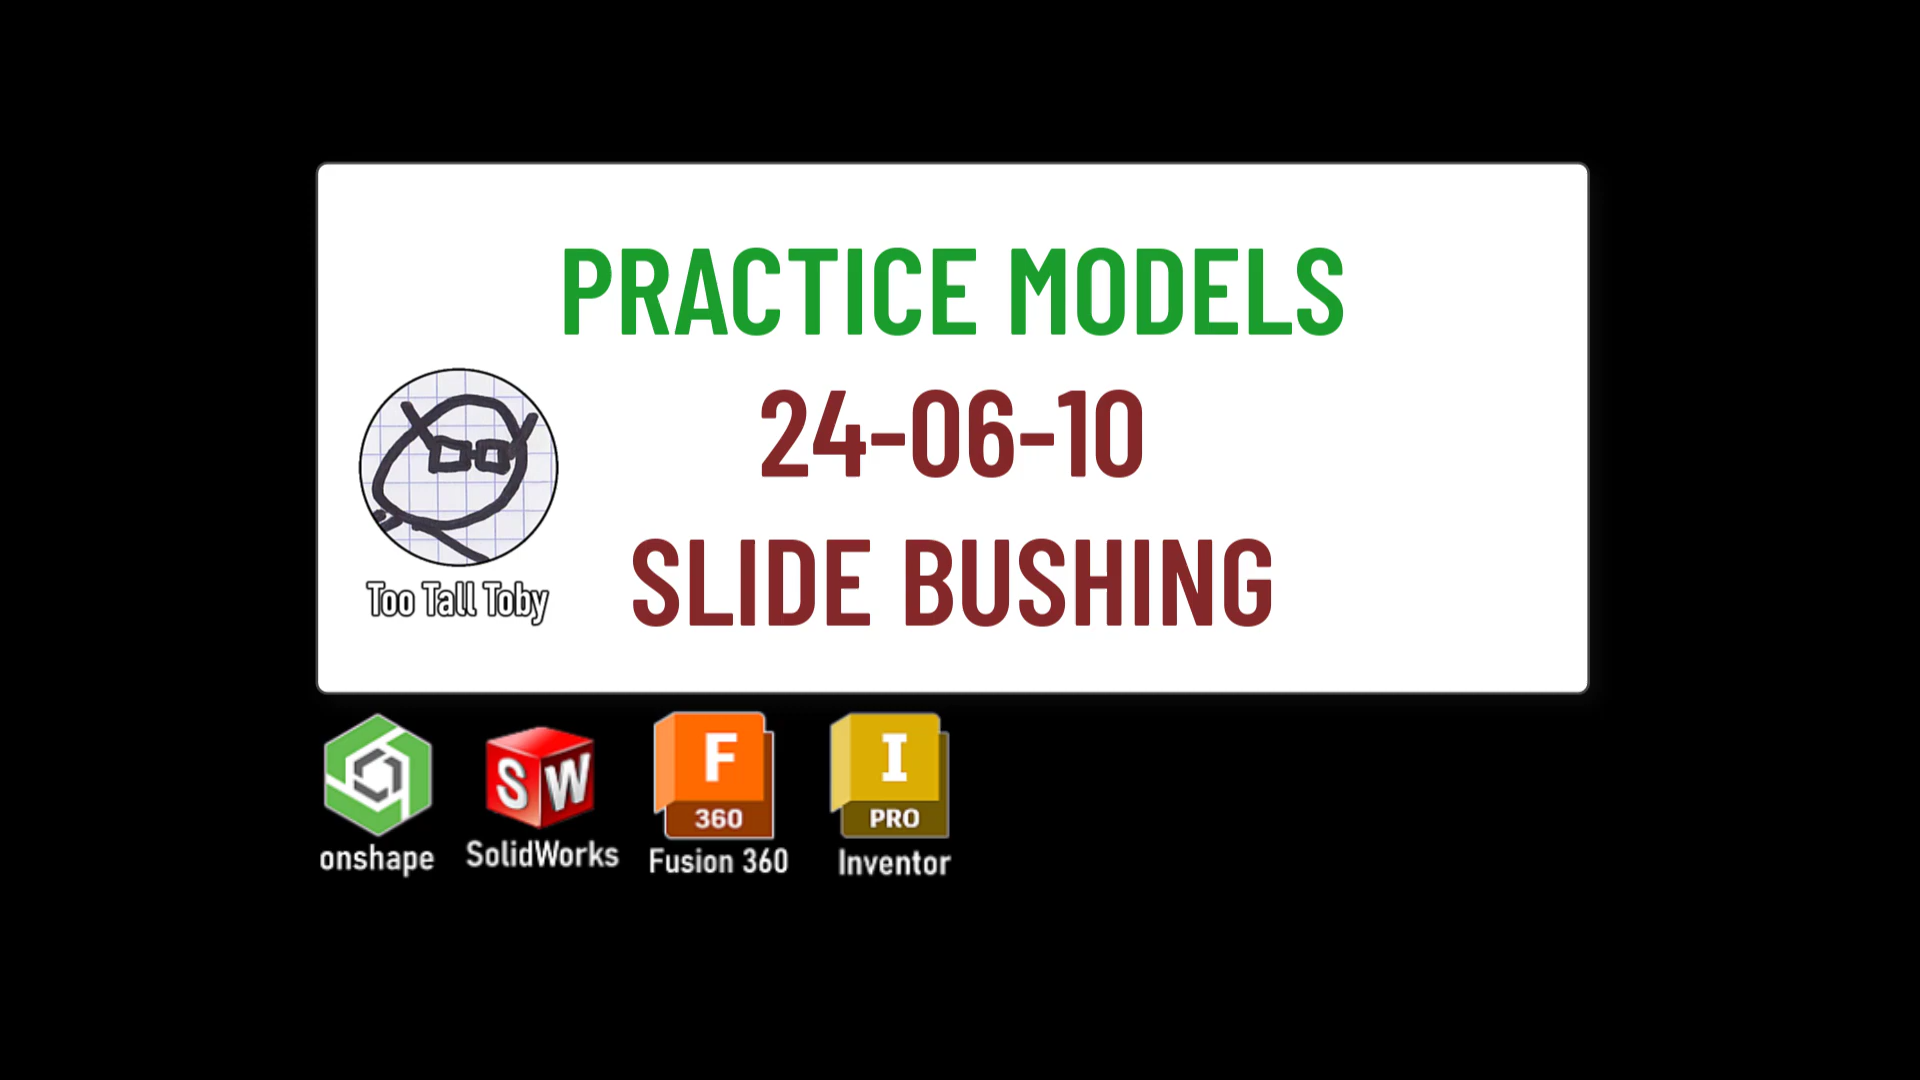 PRACTICE MODELS
24-06-10
SLIDE BUSHING
Too Tall Toby
S W
F
360
I
PRO
onshape
SolidWorks
Fusion 360
Inventor